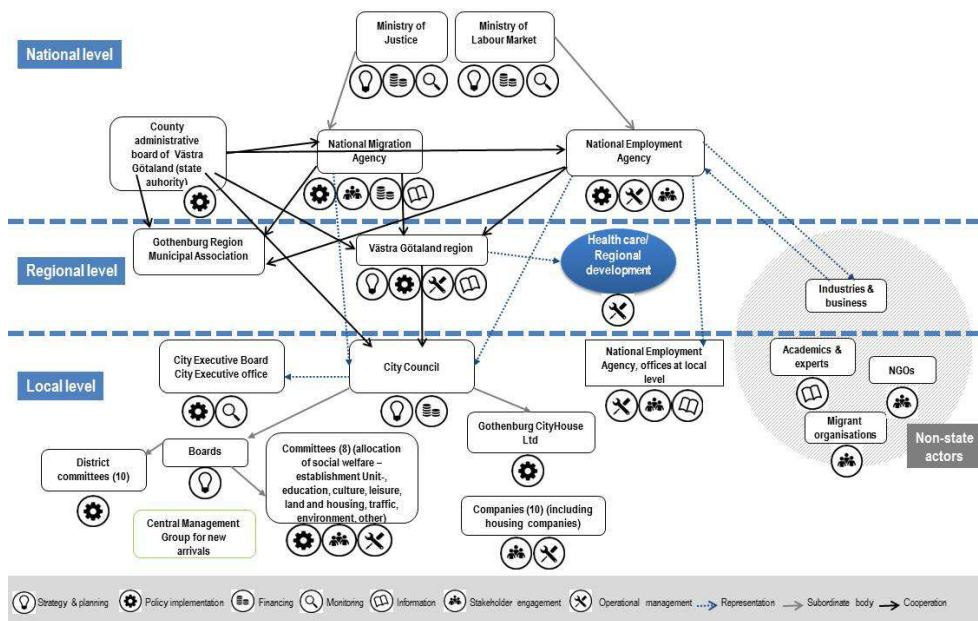 Ministry of
Justice
Ministry of
Labour Market
National level
County
administrative
board of Västra
Götaland (state
auhority)
National Migration
Agency
National Employment
Agency
Gothenburg Region
Municipal Association
Västra Götaland region
Health care/
Regional
development
Regional level
Industries &
business
City Executive Board
City Executive office
City Council
National Employment
Agency, offices at local
level
Academics &
experts
NGOs
Local level
Migrant
organisations
Non-state
actors
Gothenburg CityHouse
Ltd
District
committees (10)
Boards
Committees (8) (allocation
of social welfare –
establishment Unit-,
education, culture, leisure,
land and housing, traffic,
environment, other)
Companies (10) (including
housing companies)
Central Management
Group for new
arrivals
Strategy & planning Policy implementation Financing Monitoring Information Stakeholder engagement Operational management Representation Subordinate body Cooperation